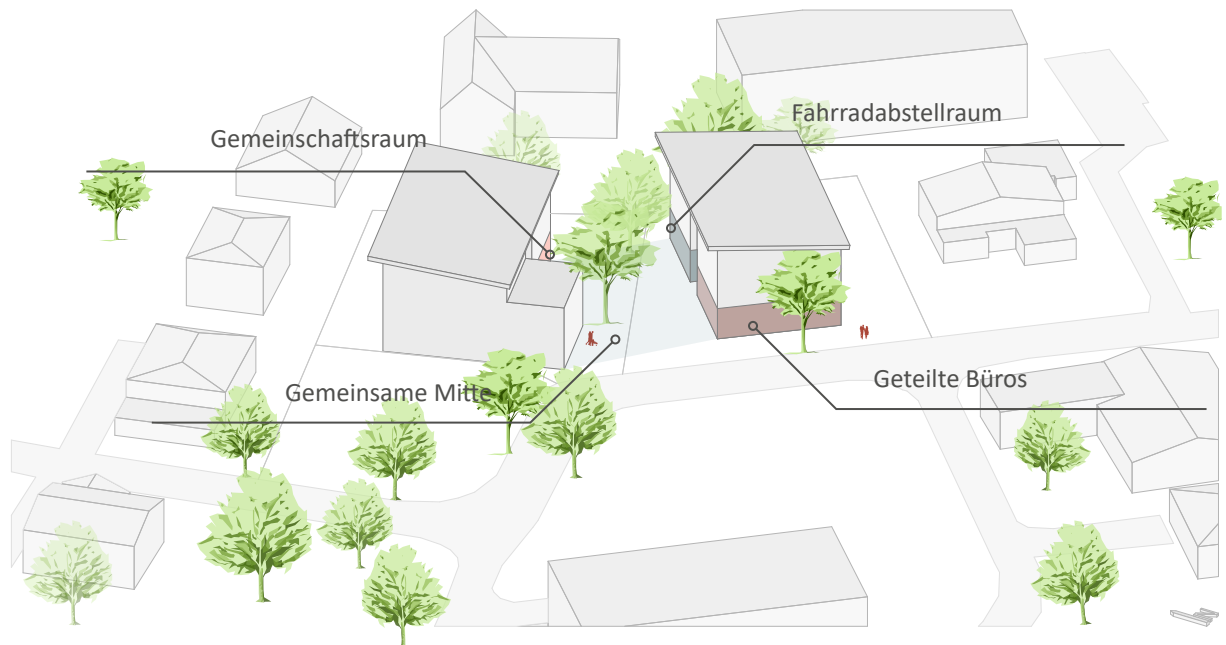 Fahrradabstellraum
Gemeinschaftsraum
Geteilte Büros
Gemeinsame Mitte